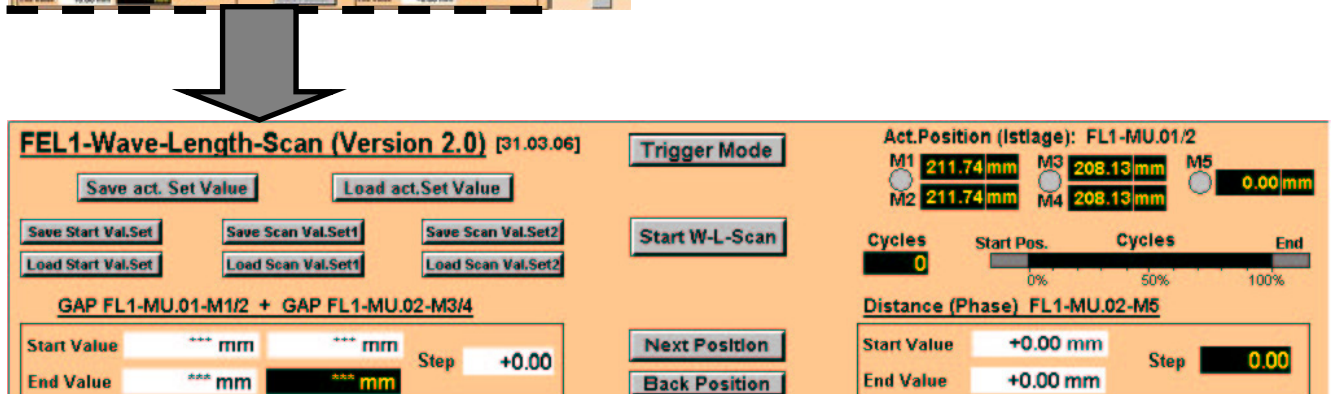 End Value +0.00 mm
FEL1-Wave-Length-Scan (Version 2.0) [31.03.06]
Save act. Set Value Load act.Set Value
Save Start Val.Set Save Scan Val.Set1 Save Scan Val.Set2
Load Start Val.Set Load Scan Val.Set1 Load Scan Val.Set2
GAP FL1-MU.01-M1/2 + GAP FL1-MU.02-M3/4
Start Value *** mm *** mm
Step +0.00
End Value *** mm *** mm
Trigger Mode
Start W-L-Scan
Next Position
Back Position
Act.Position (Istlage): FL1-MU.01/2
M1 211.74 mm M3 208.13 mm M5 0.00 mm
M2 211.74 mm M4 208.13 mm
Cycles Start Pos. Cycles End
0
0% 50% 100%
Distance (Phase) FL1-MU.02-M5
Start Value +0.00 mm
Step 0.00
End Value +0.00 mm